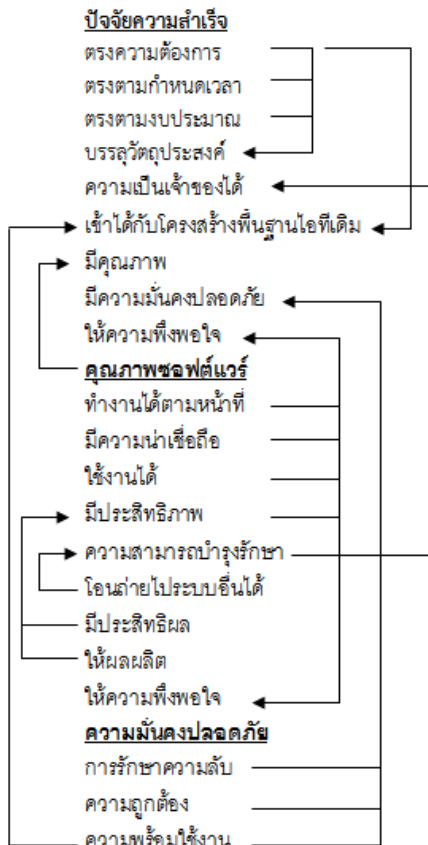 ปัจจัยความสำเร็จ
ตรงความต้องการ
ตรงตามกำหนดเวลา
ตรงตามงบประมาณ
บรรลุวัตถุประสงค์
ความเป็นเจ้าของได้
เข้าได้กับโครงสร้างพื้นฐานไอทีเดิม
มีคุณภาพ
มีความมั่นคงปลอดภัย
ให้ความพึงพอใจ
คุณภาพซอฟต์แวร์
ทำงานได้ตามหน้าที่
มีความน่าเชื่อถือ
ใช้งานได้
มีประสิทธิภาพ
ความสามารถบำรุงรักษา
โอนถ่ายไประบบอื่นได้
มีประสิทธิผล
ให้ผลผลิต
ให้ความพึงพอใจ
ความมั่นคงปลอดภัย
การรักษาความลับ
ความถูกต้อง
ความพร้อมใช้งาน